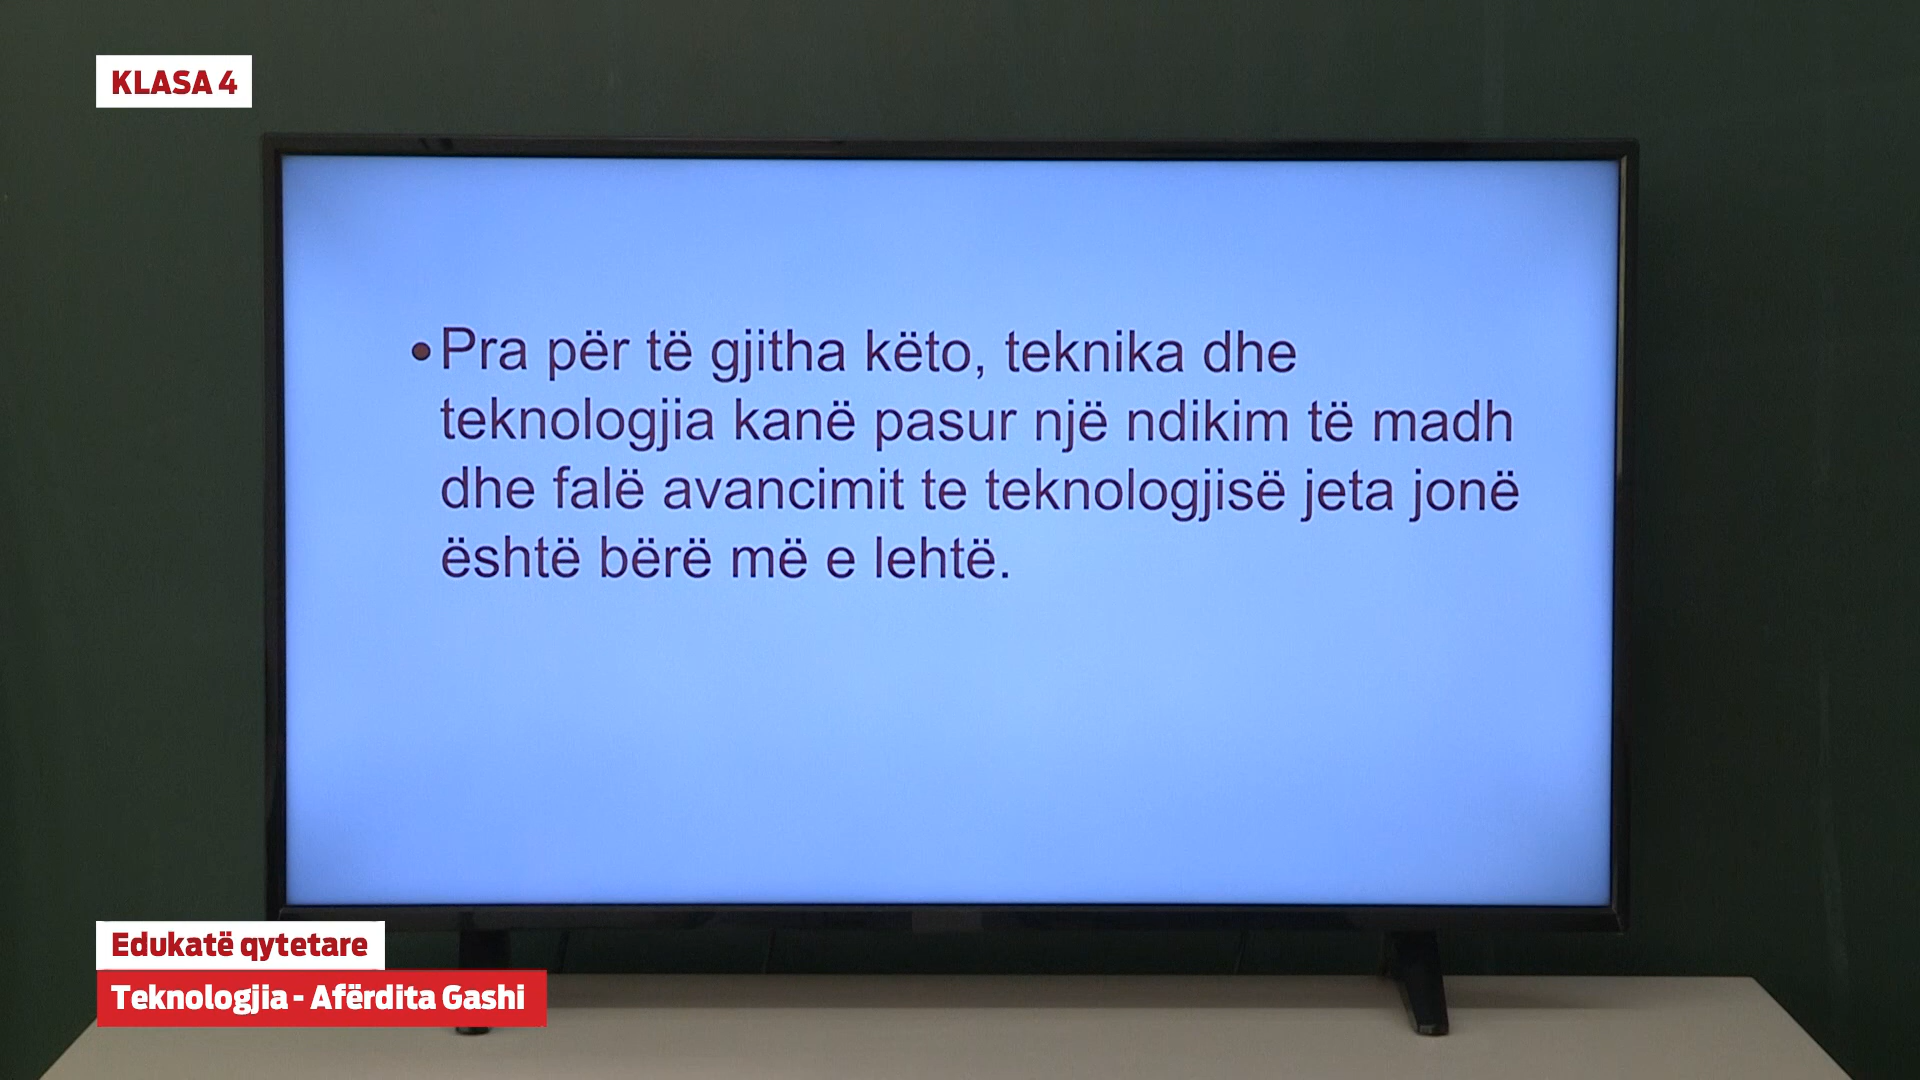 KLASA 4
•Pra për të gjitha këto, teknika dhe
teknologjia kanë pasur një ndikim të madh
dhe falë avancimit te teknologjisë jeta jonë
është bërë më e lehtë.
Edukatë qytetare
Teknologjia - Afërdita Gashi